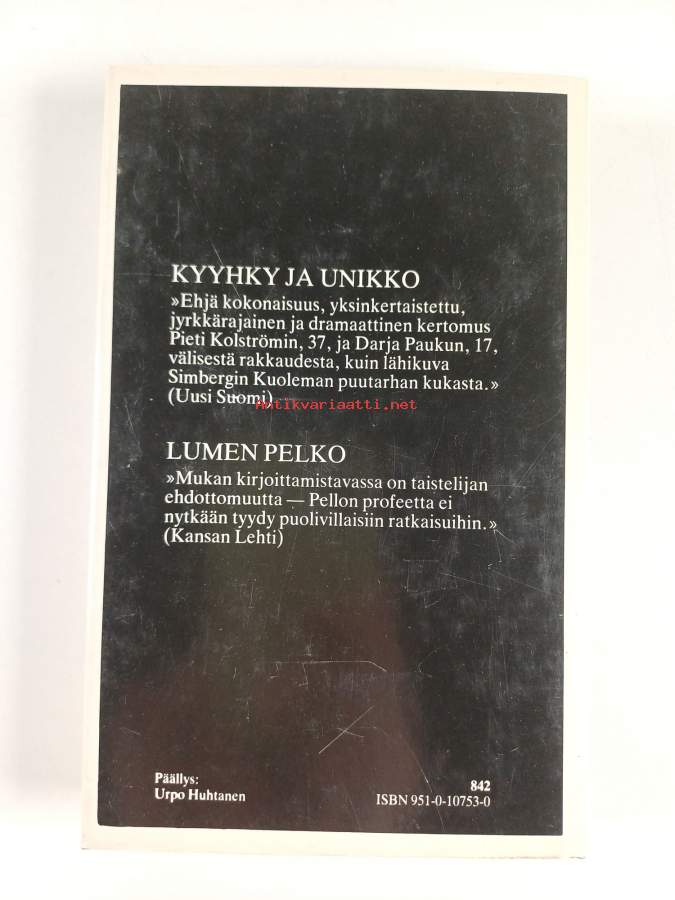 KYYHKY JA UNIKKO
»Ehjä kokonaisuus, yksinkertaistettu,
jyrkkärajainen ja dramaattinen kertomus
Pieti Kolströmin, 37, ja Darja Paukun, 17,
välisestä rakkaudesta, kuin lähikuva
Simbergin Kuoleman puutarhan kukasta.»
(Uusi Suomi)
Antikvariaatti.net
LUMEN PELKO
»Mukan kirjoittamistavassa on taistelijan
ehdottomuutta — Pellon profeetta ei
nytkään tyydy puolivillaisiin ratkaisuihin.»
(Kansan Lehti)
Päällys:
Urpo Huhtanen
842
ISBN 951-0-10753-0